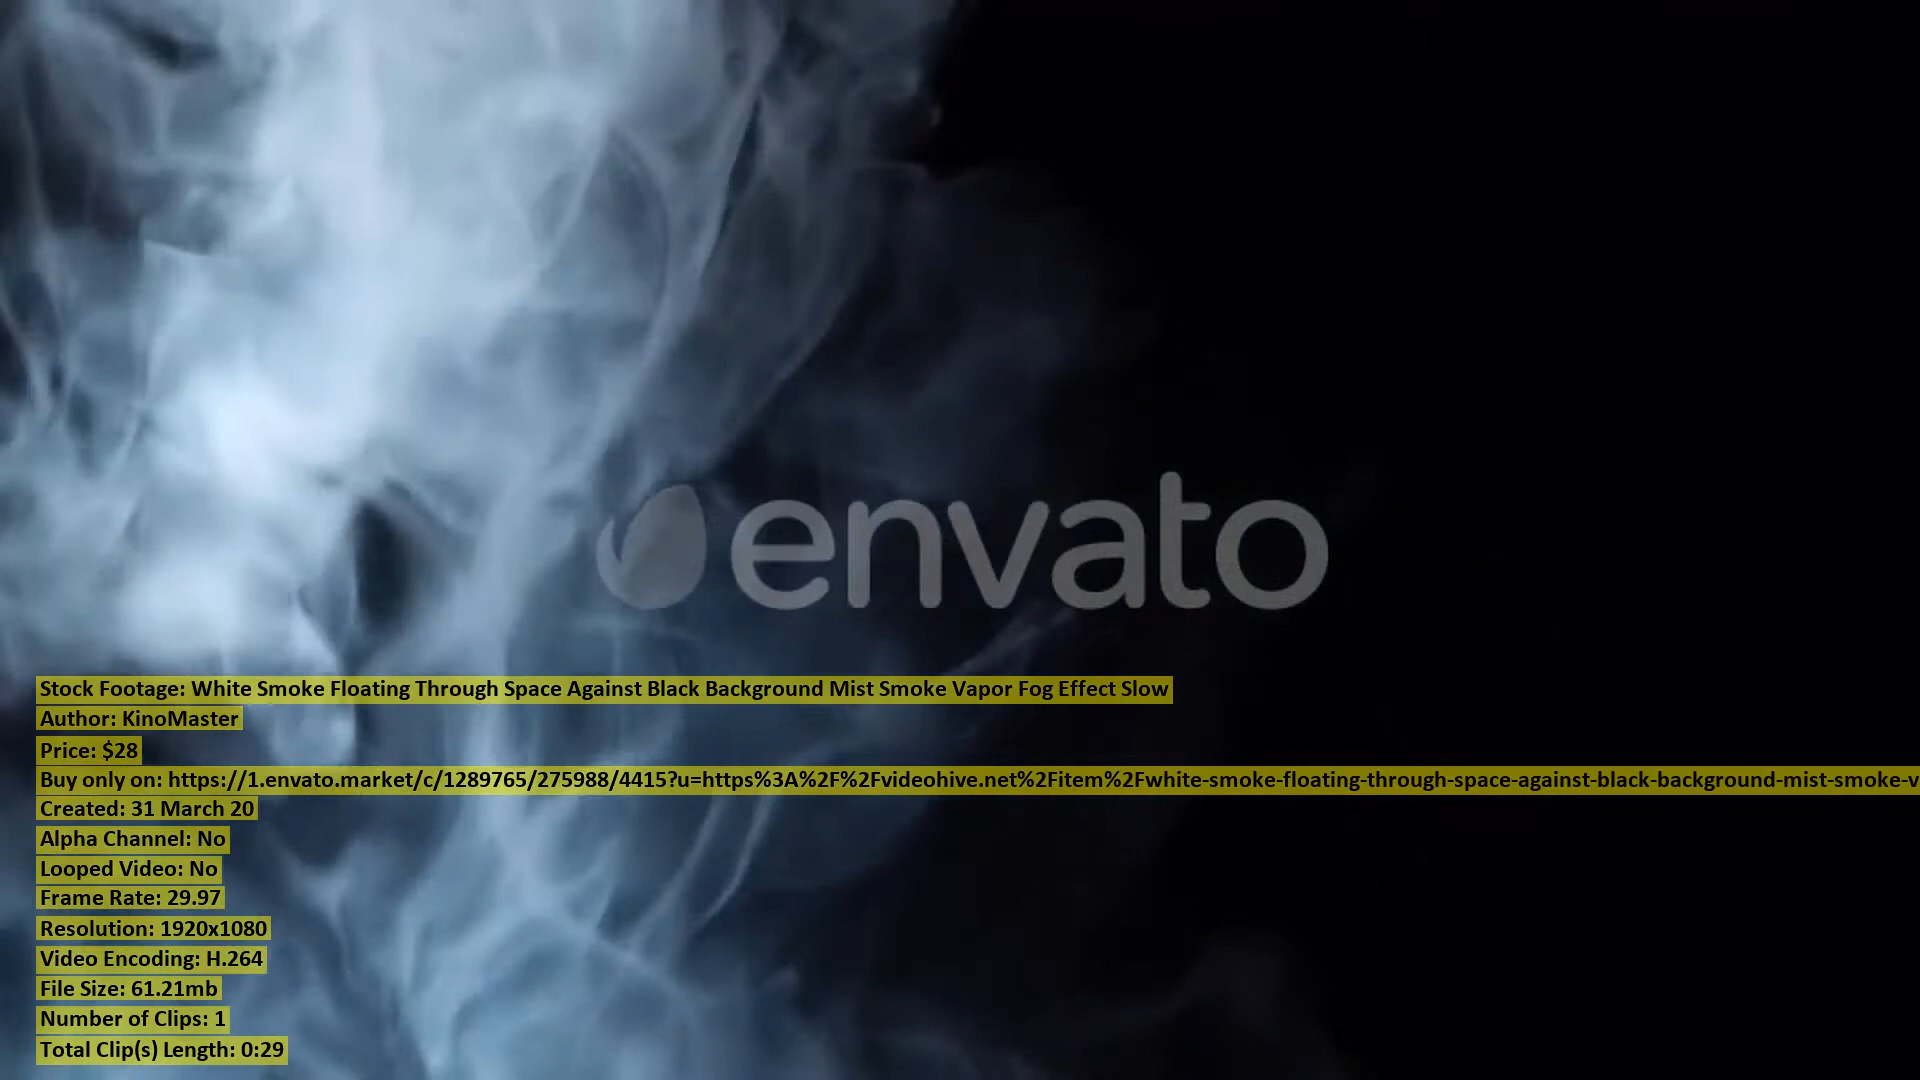 envato
Stock Footage: White Smoke Floating Through Space Against Black Background Mist Smoke Vapor Fog Effect Slow
Author: KinoMaster
Price: $28
Buy only on: https://1.envato.market/c/1289765/275988/4415?u=https%3A%2F%2Fvideohive.net%2Fitem%2Fwhite-smoke-floating-through-space-against-black-background-mist-smoke-v
Created: 31 March 20
Alpha Channel: No
Looped Video: No
Frame Rate: 29.97
Resolution: 1920x1080
Video Encoding: H.264
File Size: 61.21mb
Number of Clips: 1
Total Clip(s) Length: 0:29